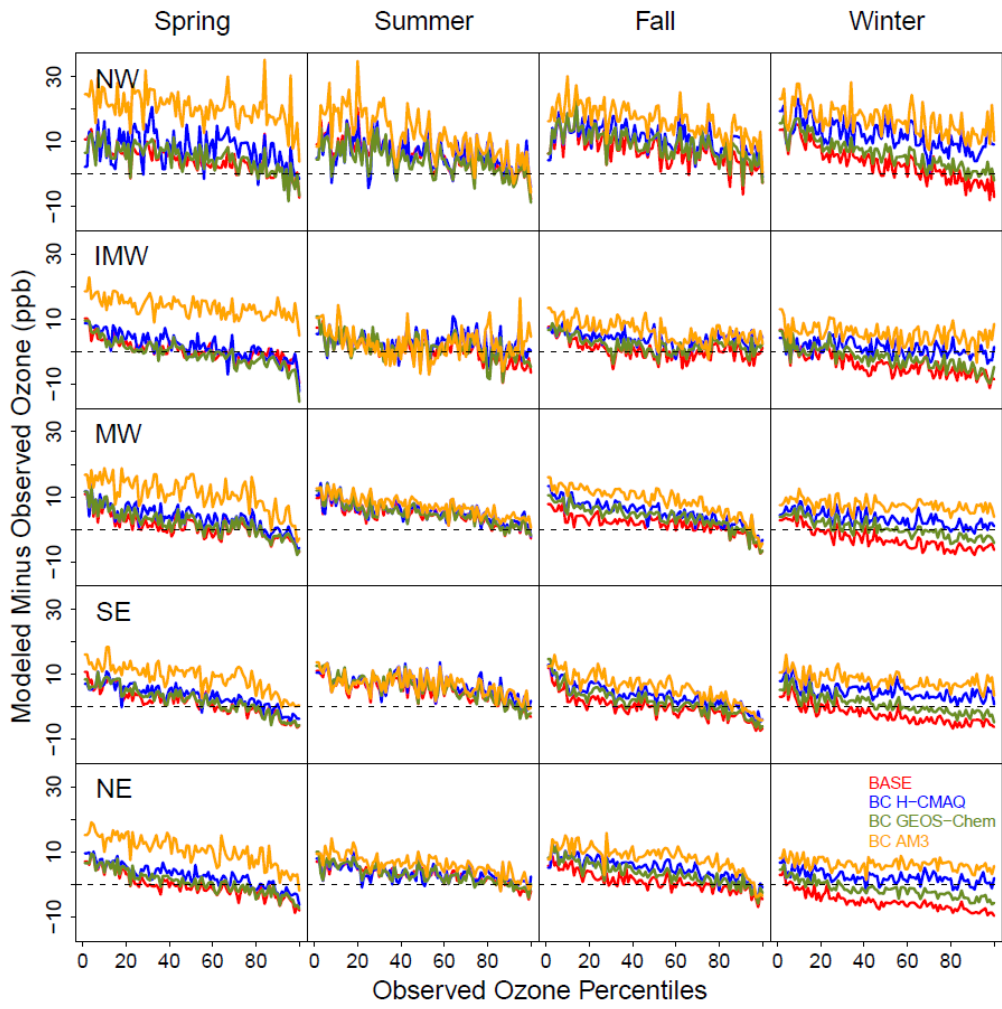 Spring Summer Fall Winter
Modeled Minus Observed Ozone (ppb)
NW
30
10
−10
IMW
30
10
−10
MW
30
10
−10
SE
30
10
−10
NE
30
10
−10
BASE
BC H−CMAQ
BC GEOS−Chem
BC AM3
0 20 40 60 80 0 20 40 60 80 0 20 40 60 80 0 20 40 60 80
Observed Ozone Percentiles